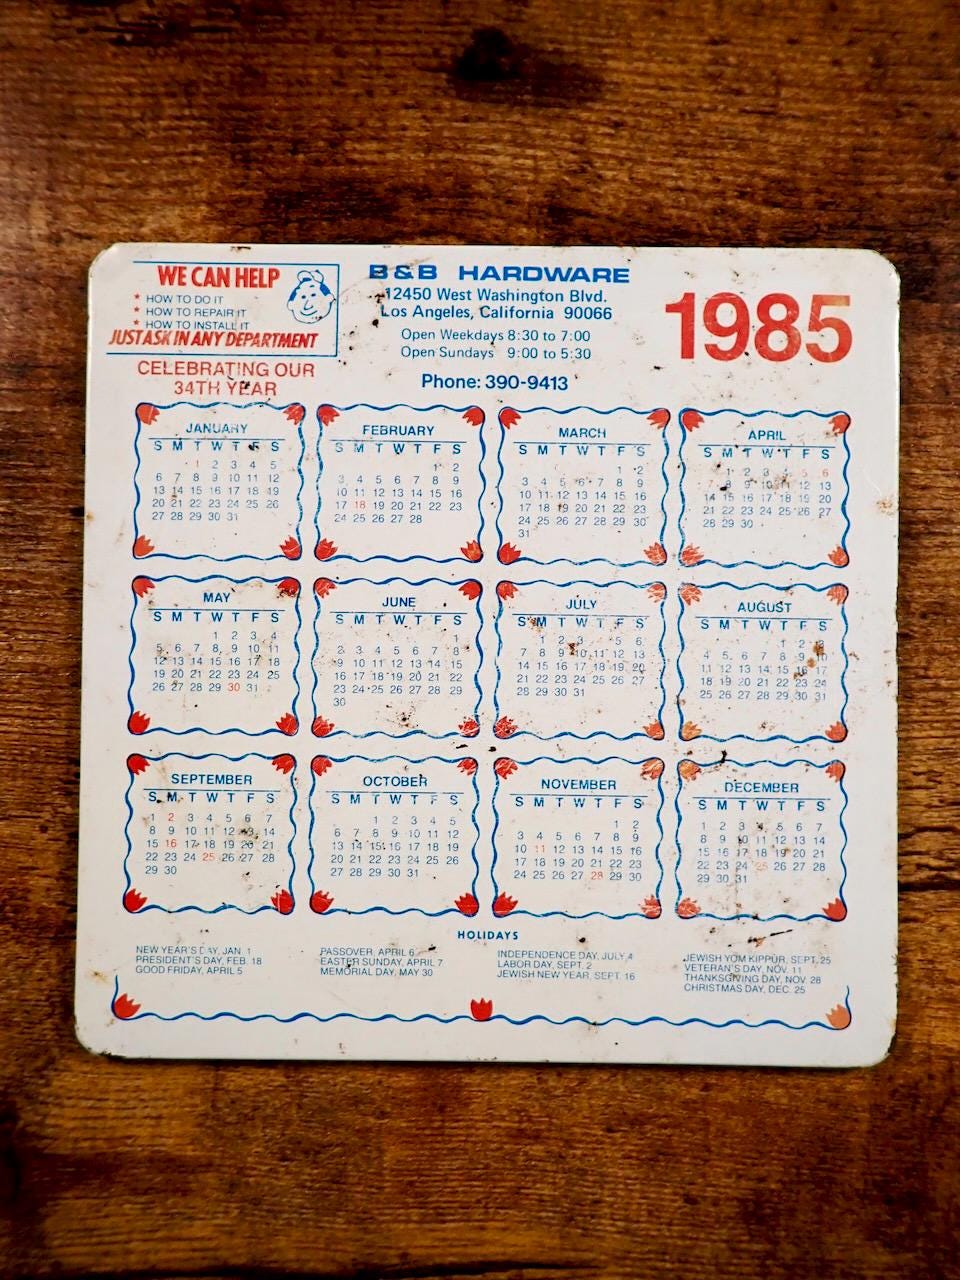 WE CAN HELP
★ HOW TO DO IT
★ HOW TO REPAIR IT
★ HOW TO INSTALL IT
JUST ASK IN ANY DEPARTMENT
CELEBRATING OUR
34TH YEAR
B&B HARDWARE
12450 West Washington Blvd.
Los Angeles, California 90066
Open Weekdays 8:30 to 7:00
Open Sundays 9:00 to 5:30
Phone: 390-9413
1985
JANUARY
S M T W T F S
1 2 3 4 5
6 7 8 9 10 11 12
13 14 15 16 17 18 19
20 21 22 23 24 25 26
27 28 29 30 31
FEBRUARY
S M T W T F S
1 2
3 4 5 6 7 8 9
10 11 12 13 14 15 16
17 18 19 20 21 22 23
24 25 26 27 28
MARCH
S M T W T F S
1 2
3 4 5 6 7 8 9
10 11 12 13 14 15 16
17 18 19 20 21 22 23
24 25 26 27 28 29 30
31
APRIL
S M T W T F S
1 2 3 4 5 6
7 8 9 10 11 12 13
14 15 16 17 18 19 20
21 22 23 24 25 26 27
28 29 30
MAY
S M T W T F S
1 2 3 4
5 6 7 8 9 10 11
12 13 14 15 16 17 18
19 20 21 22 23 24 25
26 27 28 29 30 31
JUNE
S M T W T F S
1
2 3 4 5 6 7 8
9 10 11 12 13 14 15
16 17 18 19 20 21 22
23 24 25 26 27 28 29
30
JULY
S M T W T F S
1 2 3 4 5 6
7 8 9 10 11 12 13
14 15 16 17 18 19 20
21 22 23 24 25 26 27
28 29 30 31
AUGUST
S M T W T F S
1 2 3
4 5 6 7 8 9 10
11 12 13 14 15 16 17
18 19 20 21 22 23 24
25 26 27 28 29 30 31
SEPTEMBER
S M T W T F S
1 2 3 4 5 6 7
8 9 10 11 12 13 14
15 16 17 18 19 20 21
22 23 24 25 26 27 28
29 30
OCTOBER
S M T W T F S
1 2 3 4 5
6 7 8 9 10 11 12
13 14 15 16 17 18 19
20 21 22 23 24 25 26
27 28 29 30 31
NOVEMBER
S M T W T F S
1 2
3 4 5 6 7 8 9
10 11 12 13 14 15 16
17 18 19 20 21 22 23
24 25 26 27 28 29 30
DECEMBER
S M T W T F S
1 2 3 4 5 6 7
8 9 10 11 12 13 14
15 16 17 18 19 20 21
22 23 24 25 26 27 28
29 30 31
HOLIDAYS
NEW YEAR'S DAY, JAN. 1
PRESIDENT'S DAY, FEB. 18
GOOD FRIDAY, APRIL 5
PASSOVER, APRIL 6
EASTER SUNDAY, APRIL 7
MEMORIAL DAY, MAY 30
INDEPENDENCE DAY, JULY 4
LABOR DAY, SEPT. 2
JEWISH NEW YEAR, SEPT. 16
JEWISH YOM KIPPUR, SEPT. 25
VETERAN'S DAY, NOV. 11
THANKSGIVING DAY, NOV. 28
CHRISTMAS DAY, DEC. 25